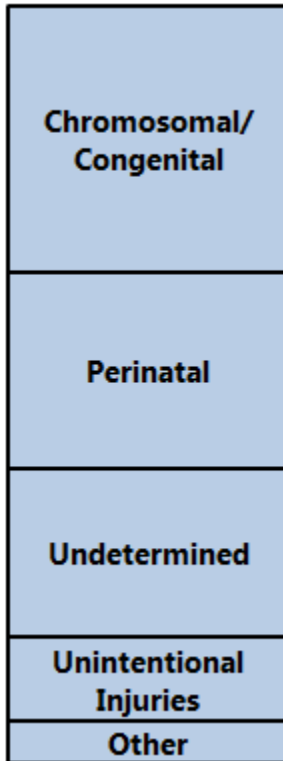 Chromosomal/
Congenital
Perinatal
Undetermined
Unintentional
Injuries
Other